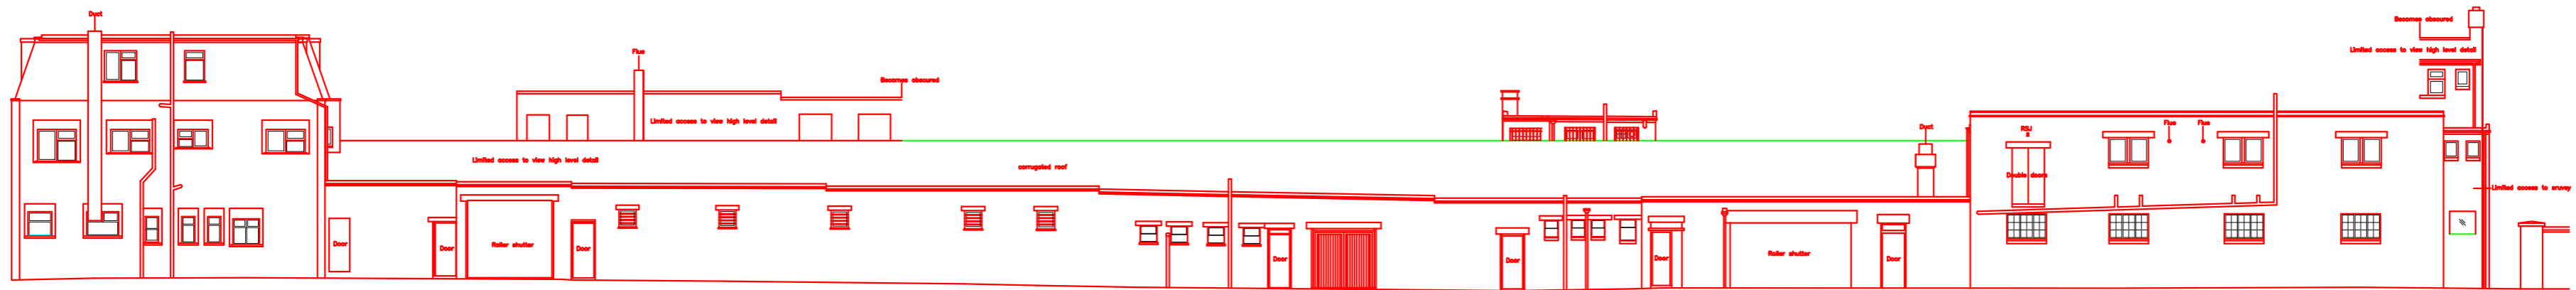 Duct
Becomes obscured
Flue
Limited access to view high level detail
Becomes obscured
Limited access to view high level detail
Duct
RSJ
Flue
Flue
Limited access to view high level detail
corrugated roof
Double doors
Limited access to sruvey
Door
Door
Roller shutter
Door
Door
Door
Door
Roller shutter
Door